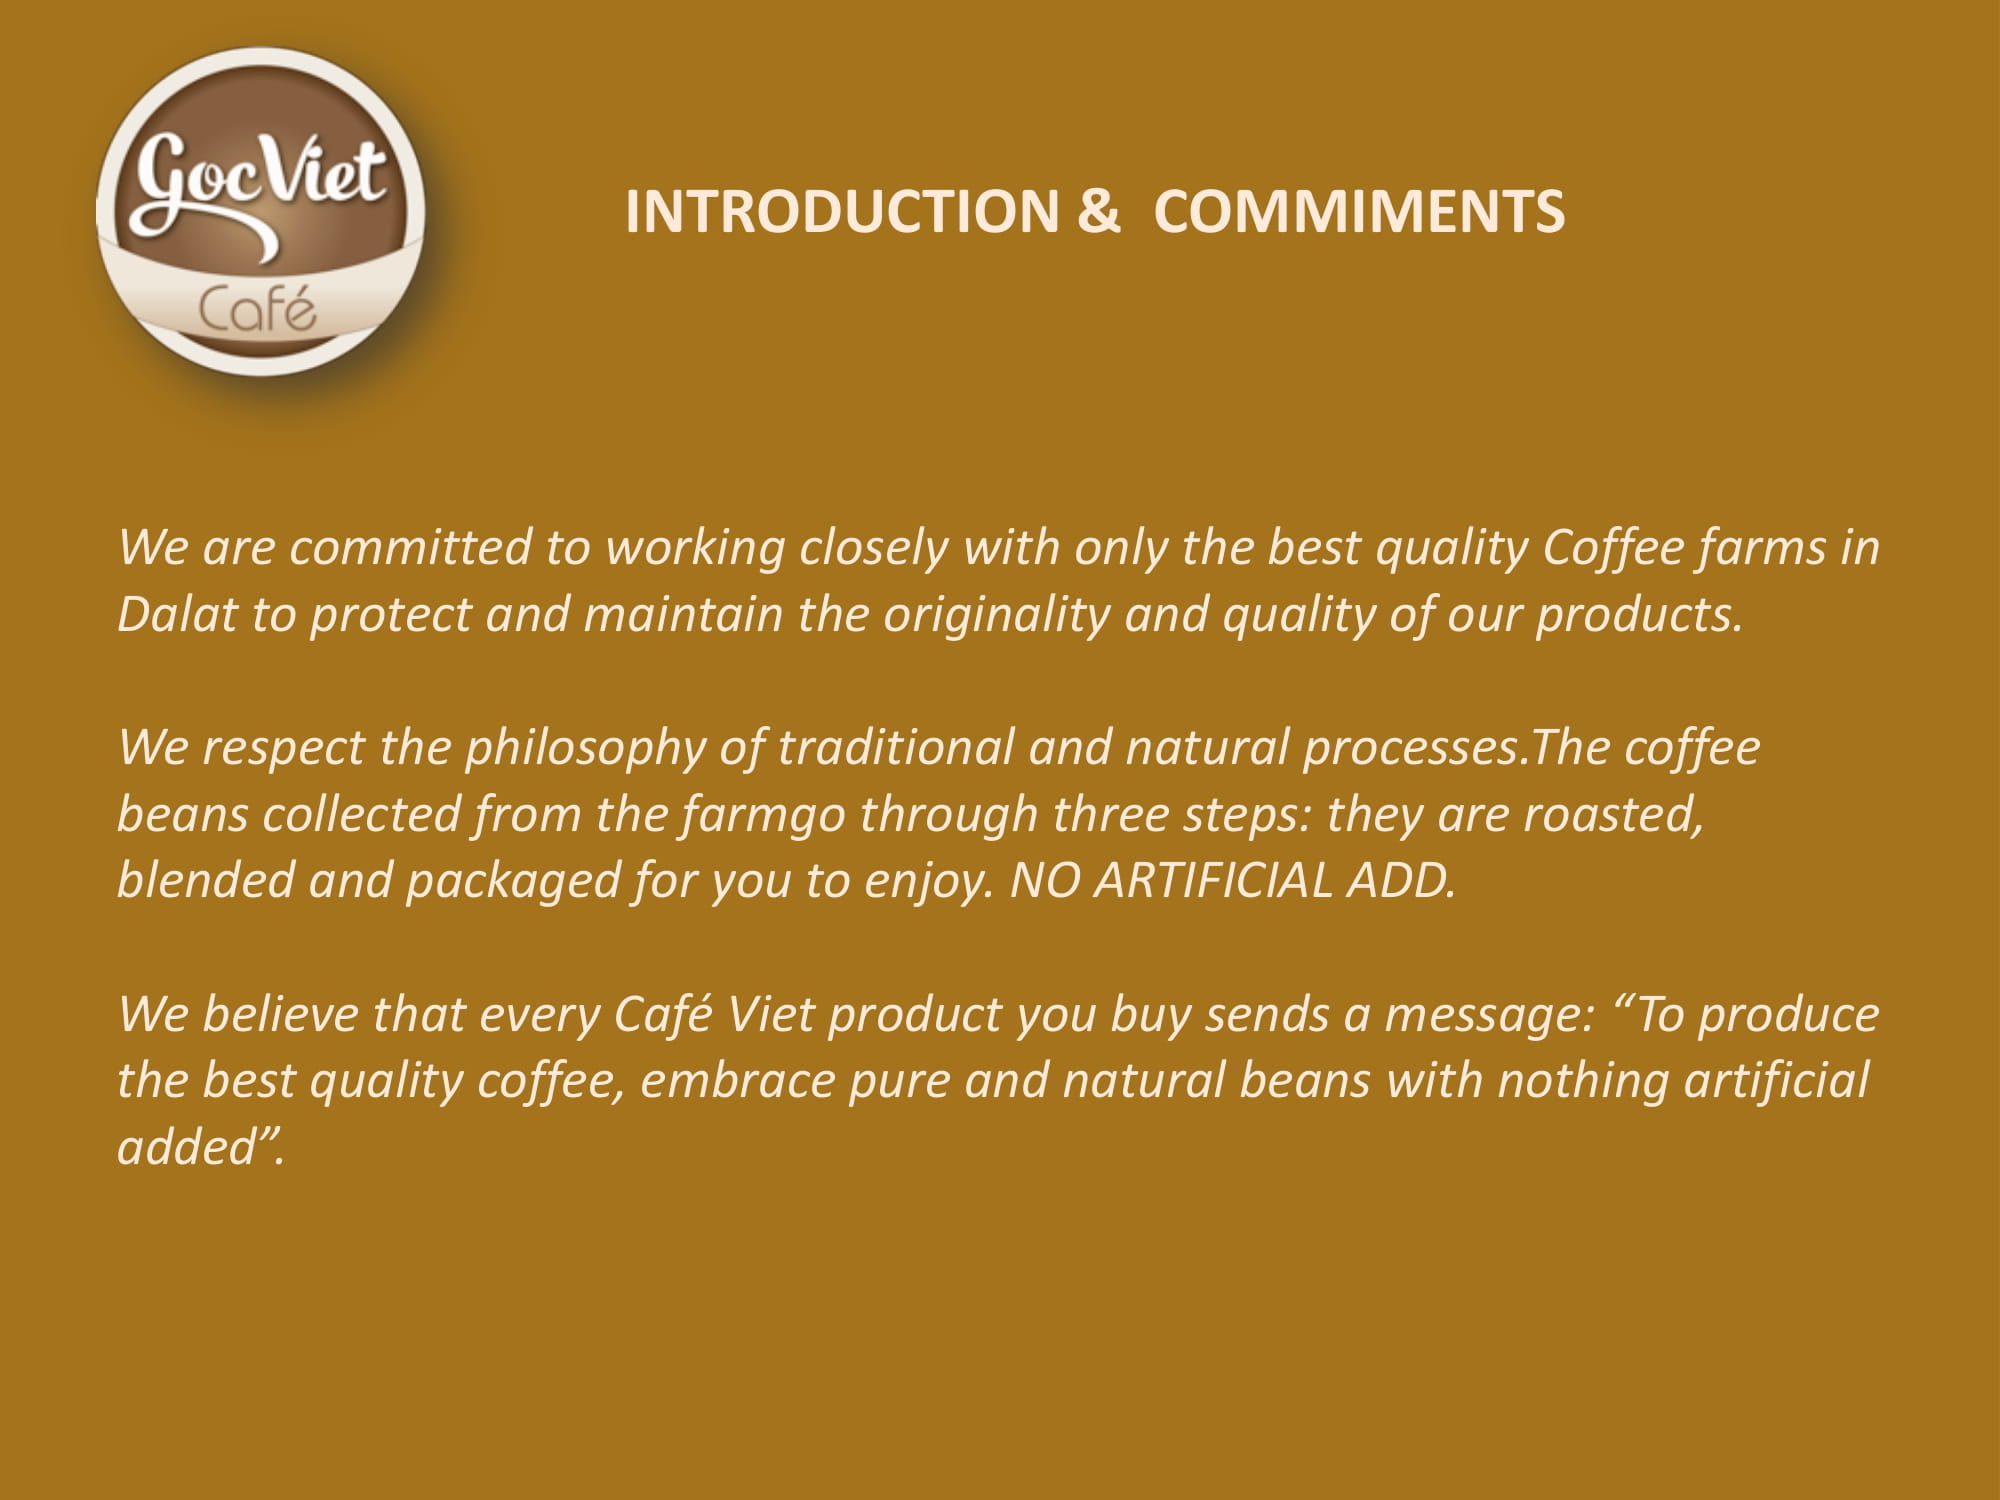 GocViet
Café
INTRODUCTION & COMMIMENTS
We are committed to working closely with only the best quality Coffee farms in
Dalat to protect and maintain the originality and quality of our products.
We respect the philosophy of traditional and natural processes.The coffee
beans collected from the farmgo through three steps: they are roasted,
blended and packaged for you to enjoy. NO ARTIFICIAL ADD.
We believe that every Café Viet product you buy sends a message: “To produce
the best quality coffee, embrace pure and natural beans with nothing artificial
added”.